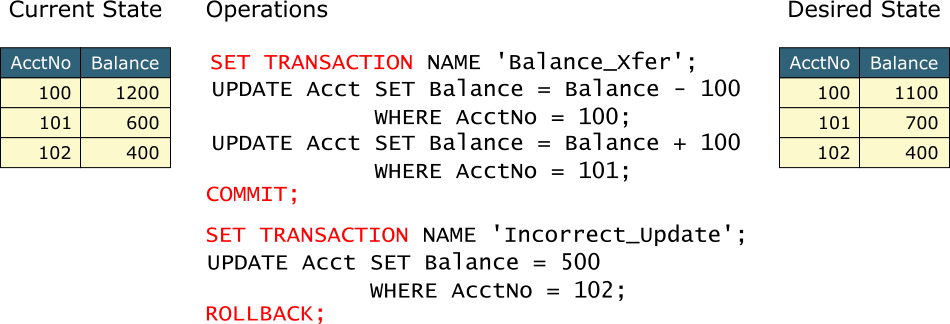 Current State
Operations
Desired State
AcctNo Balance
100 1200
101 600
102 400
SET TRANSACTION NAME 'Balance_Xfer';
UPDATE Acct SET Balance = Balance - 100
WHERE AcctNo = 100;
UPDATE Acct SET Balance = Balance + 100
WHERE AcctNo = 101;
COMMIT;
SET TRANSACTION NAME 'Incorrect_Update';
UPDATE Acct SET Balance = 500
WHERE AcctNo = 102;
ROLLBACK;
AcctNo Balance
100 1100
101 700
102 400